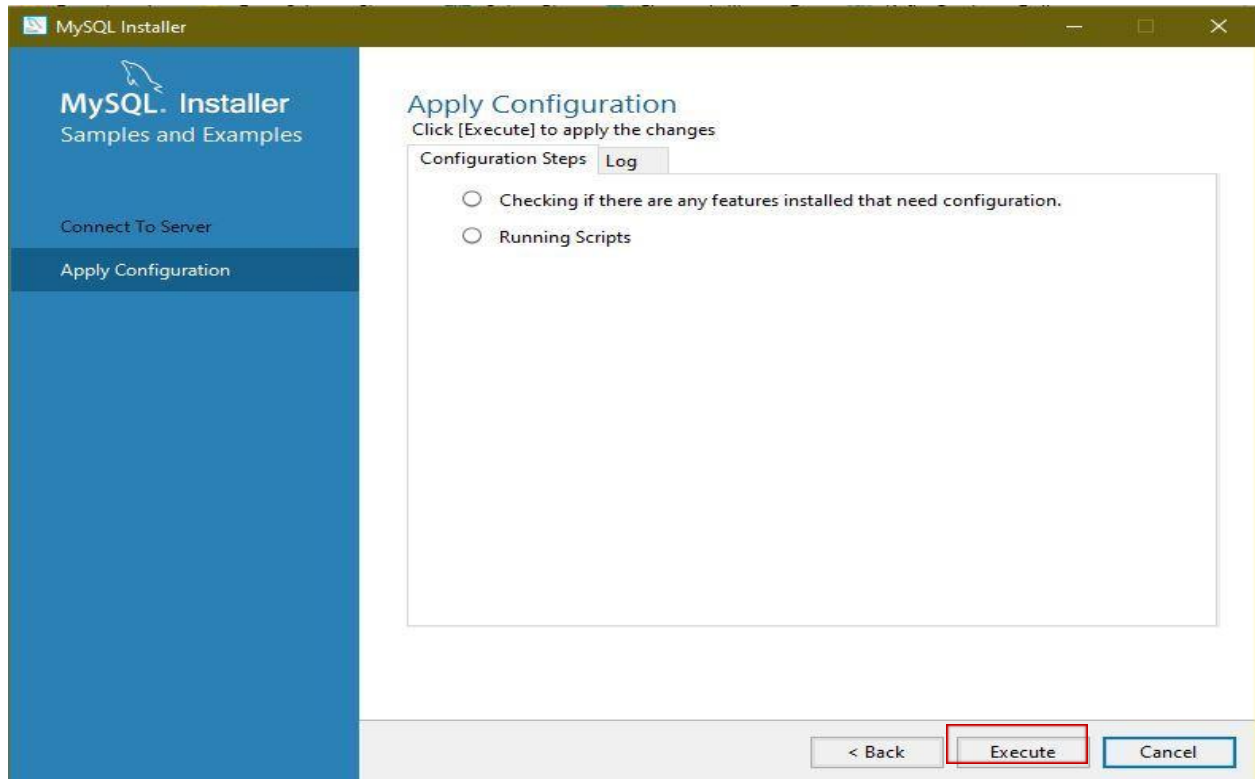 MySQL Installer
MySQL. Installer
Samples and Examples
Connect To Server
Apply Configuration
Apply Configuration
Click [Execute] to apply the changes
Configuration Steps Log
Checking if there are any features installed that need configuration.
Running Scripts
< Back Execute Cancel